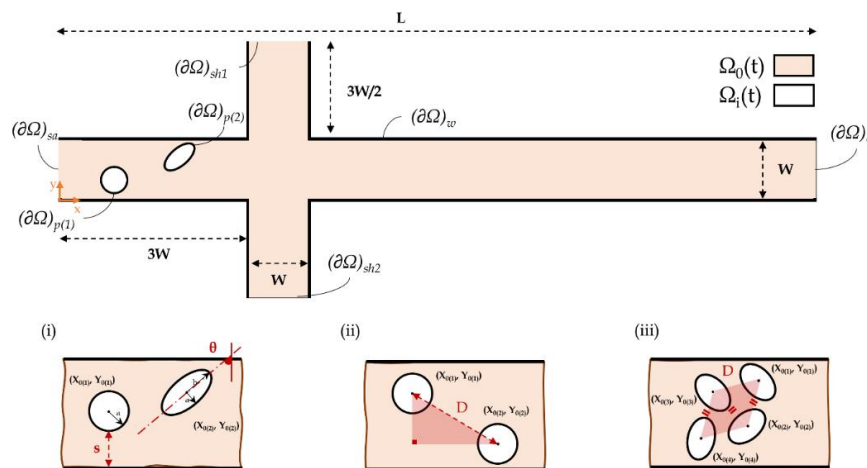 L
(∂Ω)sh1
3W/2
Ω₀(t)
Ωᵢ(t)
(∂Ω)p(2)
(∂Ω)w
(∂Ω)sa
W
y
x
(∂Ω)p(1)
3W
W
(∂Ω)sh2
(i)
(ii)
(iii)
θ
(X0(1), Y0(1))
a
b
a
(X0(2), Y0(2))
s
(X0(1), Y0(1))
D
(X0(2), Y0(2))
D
(X0(1), Y0(1))
(X0(3), Y0(3))
(X0(2), Y0(2))
(X0(4), Y0(4))